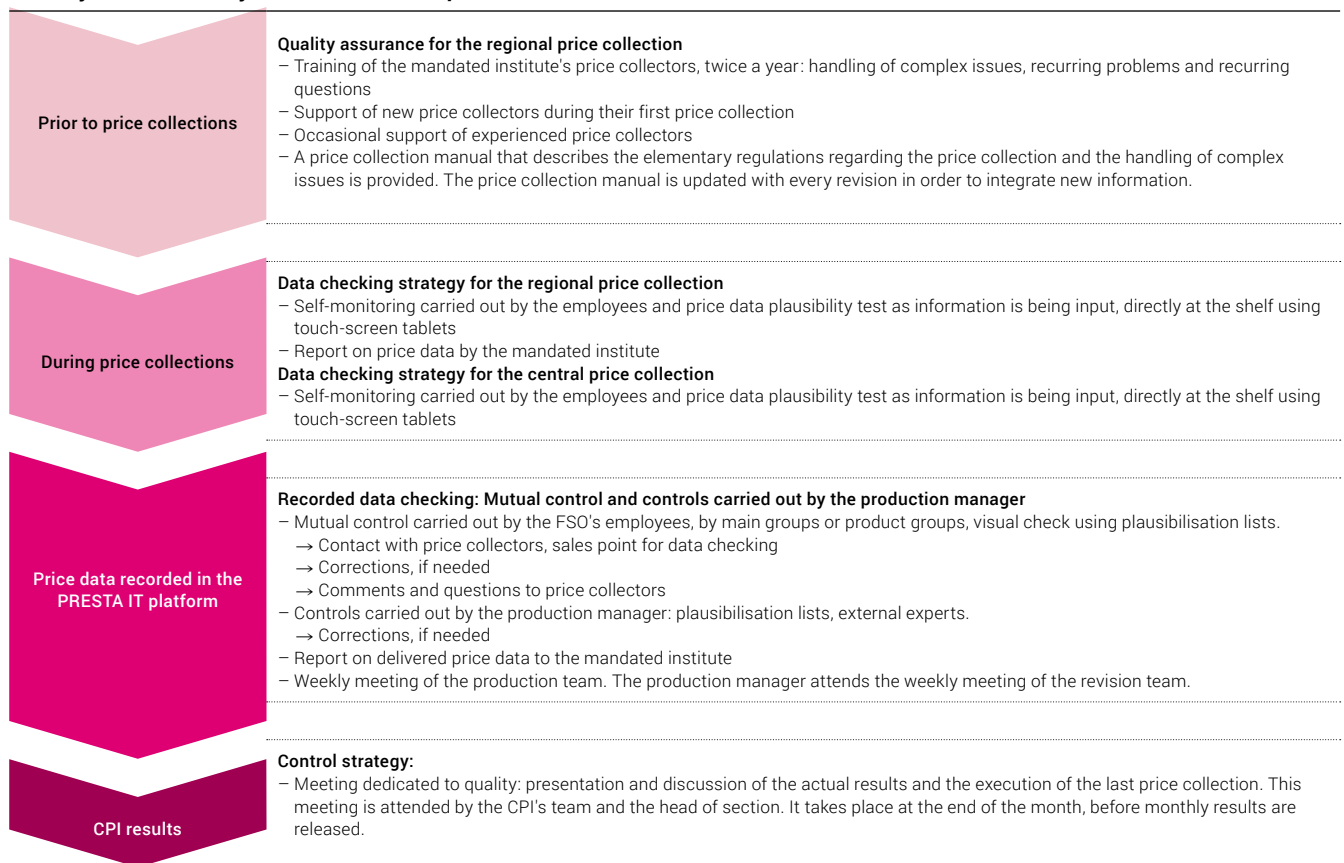 Prior to price collections
Quality assurance for the regional price collection
– Training of the mandated institute's price collectors, twice a year: handling of complex issues, recurring problems and recurring
questions
– Support of new price collectors during their first price collection
– Occasional support of experienced price collectors
– A price collection manual that describes the elementary regulations regarding the price collection and the handling of complex
issues is provided. The price collection manual is updated with every revision in order to integrate new information.
During price collections
Data checking strategy for the regional price collection
– Self-monitoring carried out by the employees and price data plausibility test as information is being input, directly at the shelf using
touch-screen tablets
– Report on price data by the mandated institute
Data checking strategy for the central price collection
– Self-monitoring carried out by the employees and price data plausibility test as information is being input, directly at the shelf using
touch-screen tablets
Price data recorded in the
PRESTA IT platform
Recorded data checking: Mutual control and controls carried out by the production manager
– Mutual control carried out by the FSO's employees, by main groups or product groups, visual check using plausibilisation lists.
→ Contact with price collectors, sales point for data checking
→ Corrections, if needed
→ Comments and questions to price collectors
– Controls carried out by the production manager: plausibilisation lists, external experts.
→ Corrections, if needed
– Report on delivered price data to the mandated institute
– Weekly meeting of the production team. The production manager attends the weekly meeting of the revision team.
CPI results
Control strategy:
– Meeting dedicated to quality: presentation and discussion of the actual results and the execution of the last price collection. This
meeting is attended by the CPI's team and the head of section. It takes place at the end of the month, before monthly results are
released.